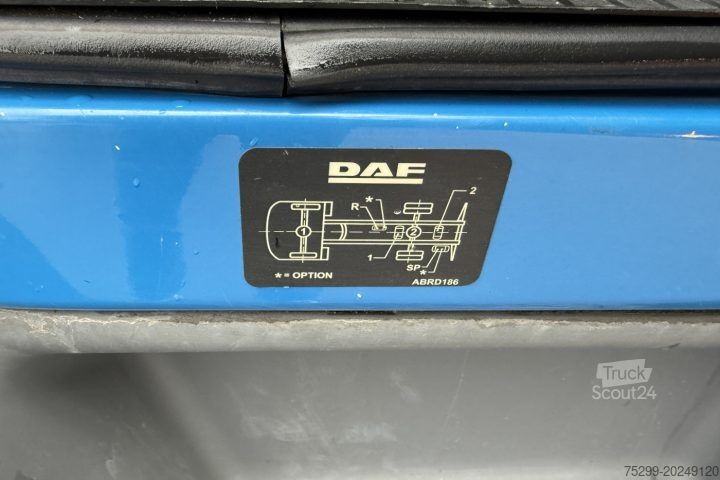 DAF
R * 2
1 2
1
SP
*
* = OPTION ABRD186
Truck
Scout24
75299-20249120